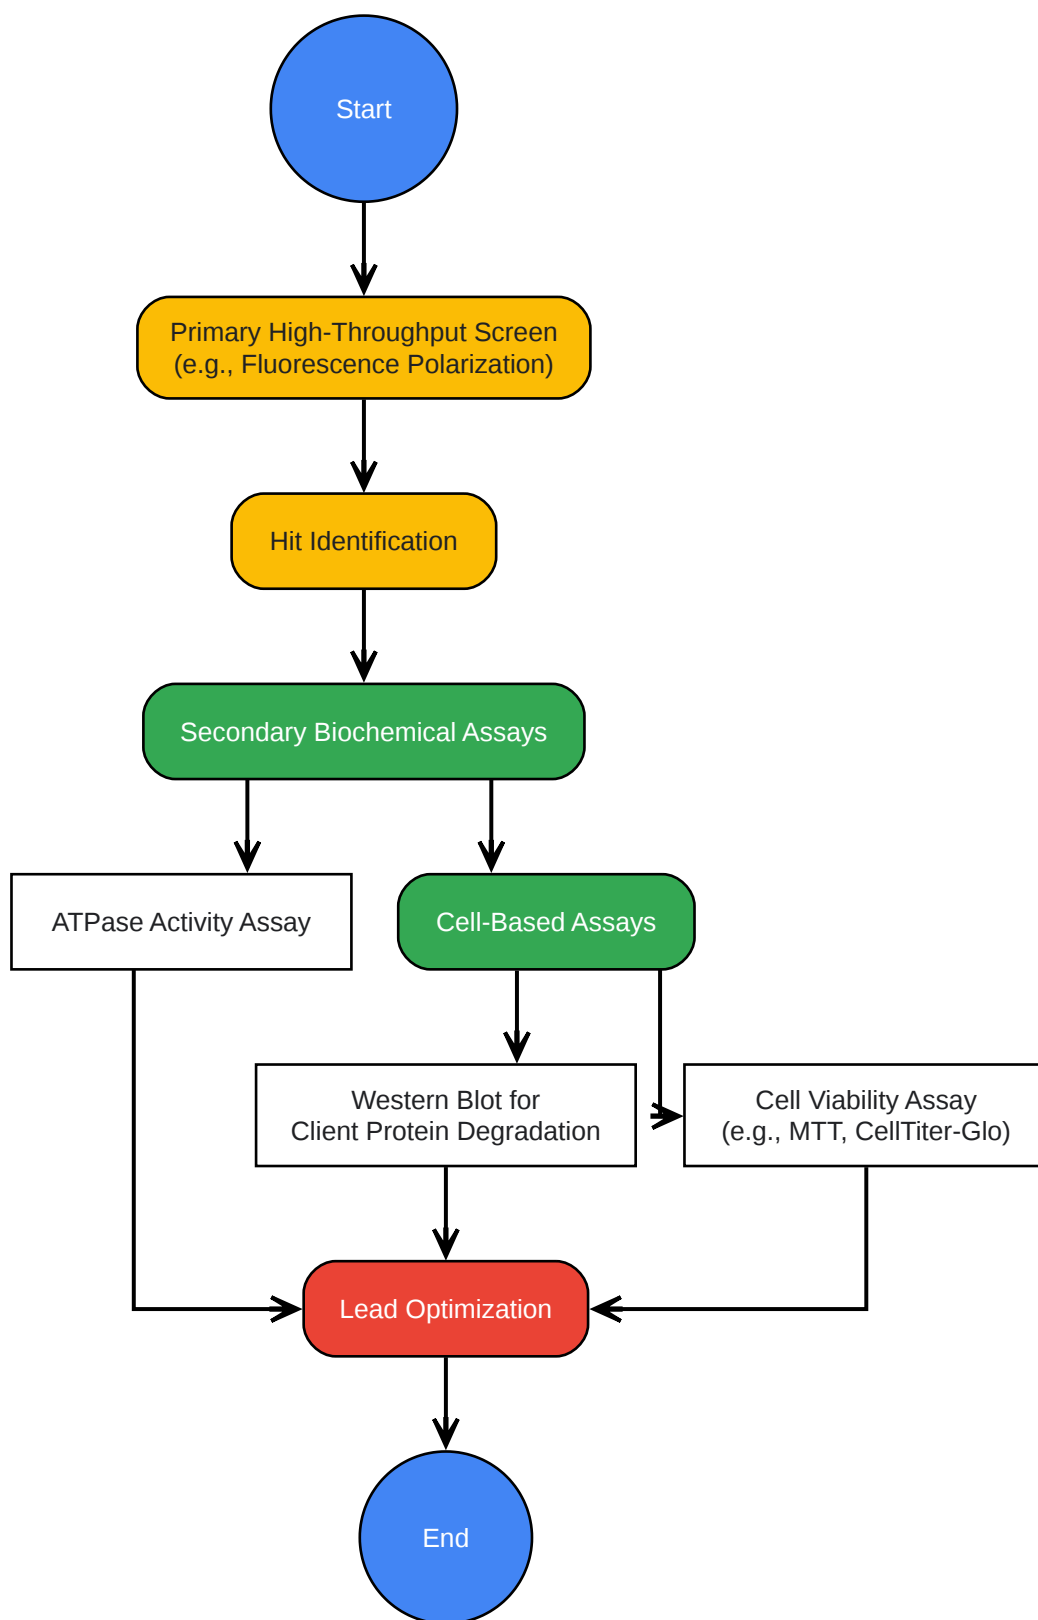 Start
Primary High-Throughput Screen
(e.g., Fluorescence Polarization)
Hit Identification
Secondary Biochemical Assays
ATPase Activity Assay
Cell-Based Assays
Western Blot for
Client Protein Degradation
Cell Viability Assay
(e.g., MTT, CellTiter-Glo)
Lead Optimization
End